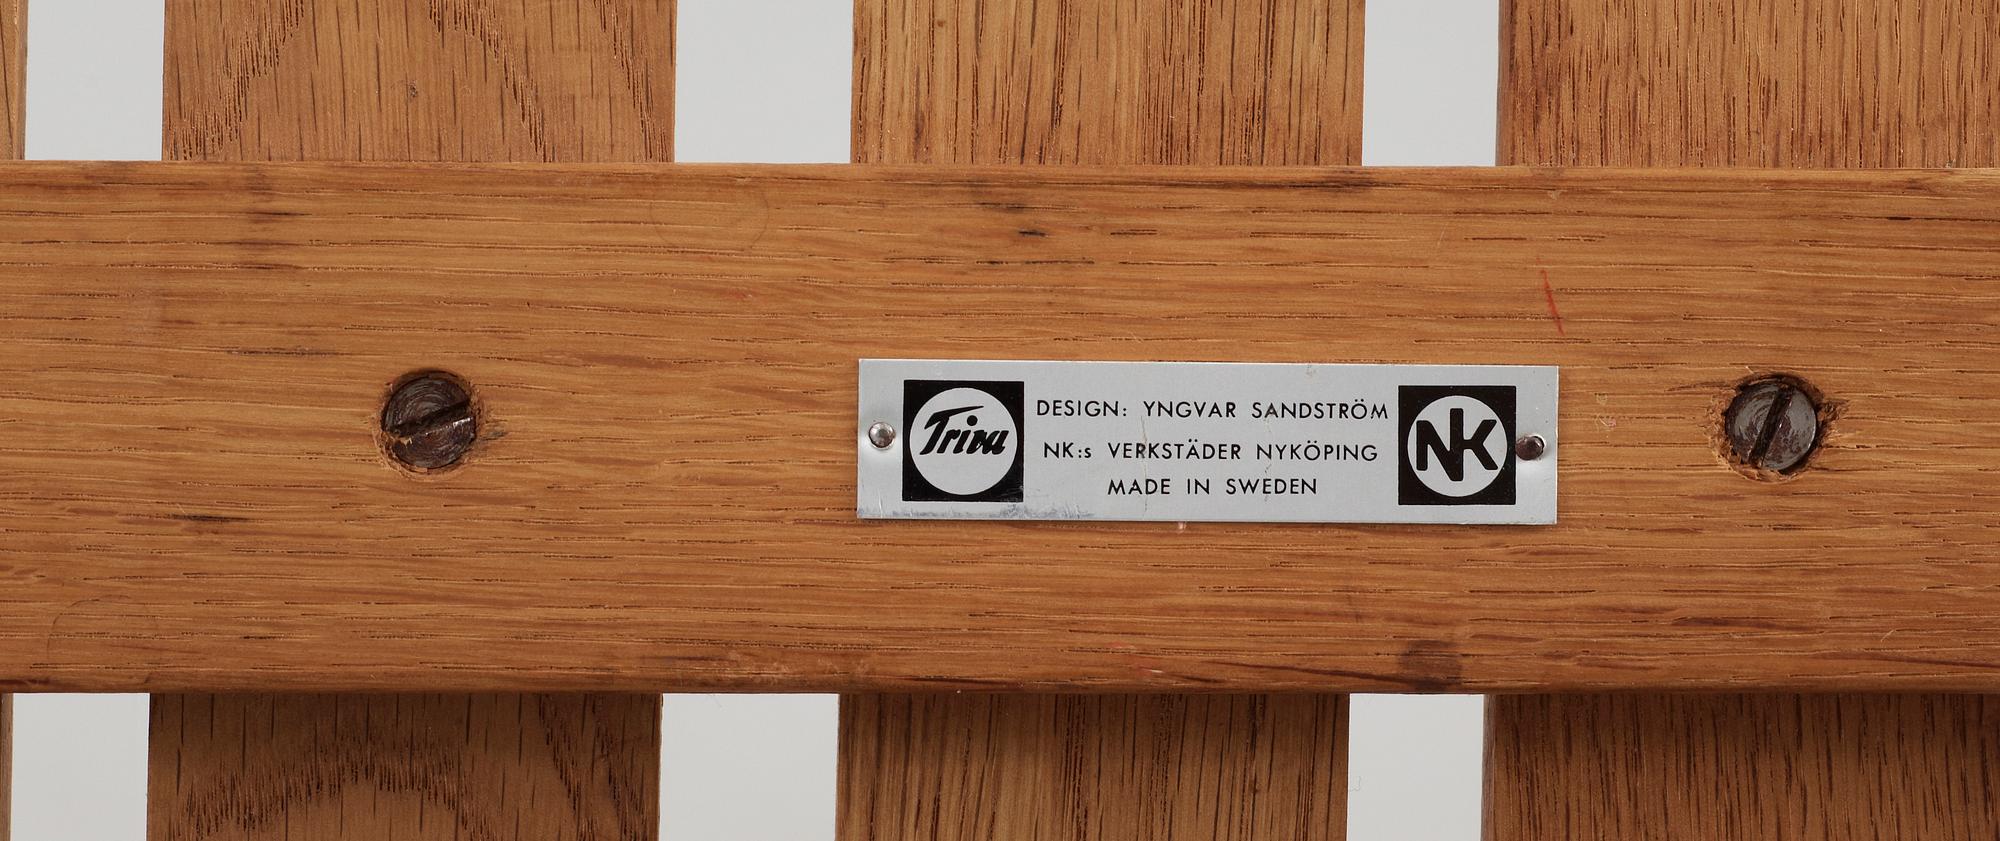 Triva
DESIGN: YNGVAR SANDSTRÖM
NK:s VERKSTÄDER NYKÖPING
MADE IN SWEDEN
NK